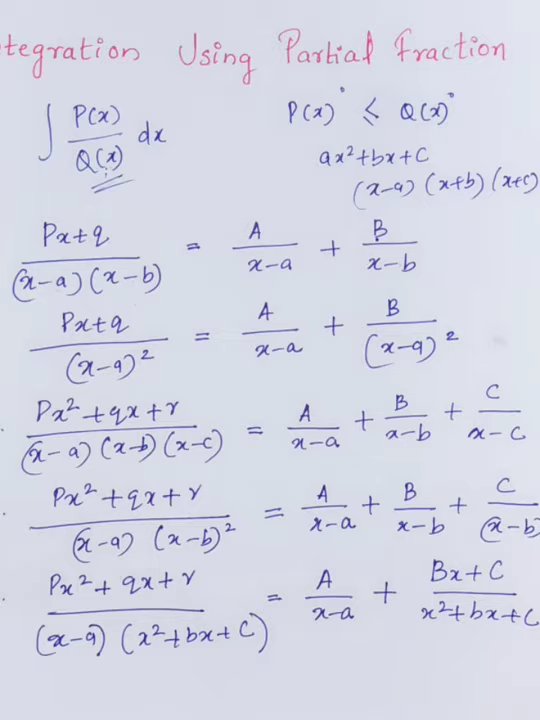 ntegration Using Partial Fraction
∫ P(x)/Q(x) dx P(x)° ≤ Q(x)°
ax²+bx+c
(x-a) (x+b) (x+c)
Px+q/(x-a)(x-b) = A/x-a + B/x-b
Px+q/(x-a)² = A/x-a + B/(x-a)²
Px²+qx+r/(x-a)(x-b)(x-c) = A/x-a + B/x-b + C/x-c
Px²+qx+r/(x-a)(x-b)² = A/x-a + B/x-b + C/(x-b)
Px²+qx+r/(x-a)(x²+bx+C) = A/x-a + Bx+C/x²+bx+C